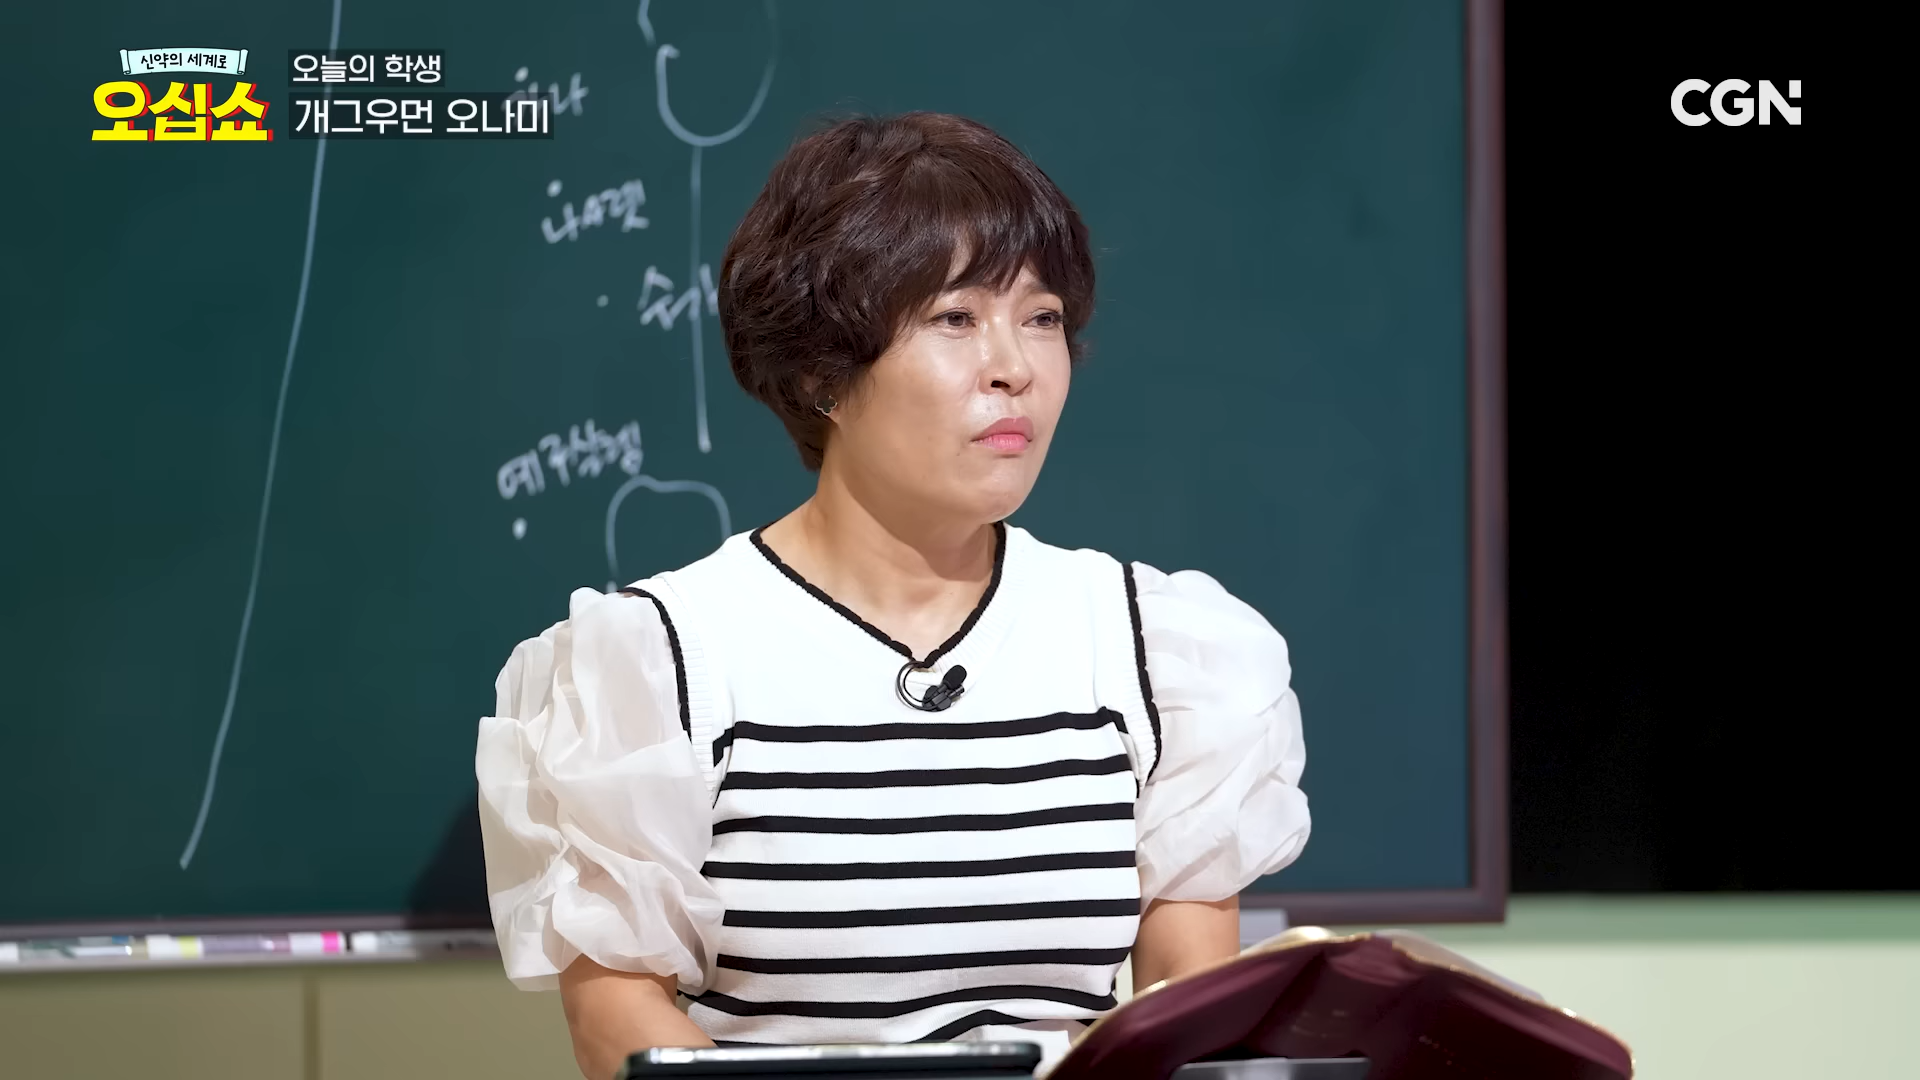 신약의 세계로
오십쇼
오늘의 학생
개그우먼 오나미
CGN
나사렛
예루살렘